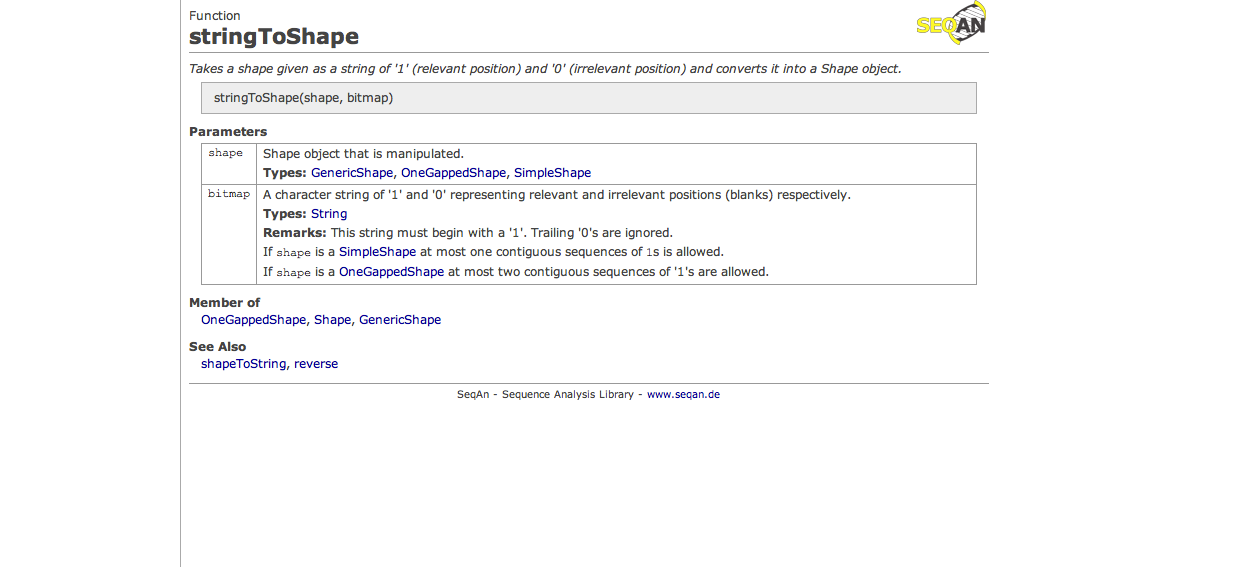 Function
stringToShape
SEQAN
Takes a shape given as a string of '1' (relevant position) and '0' (irrelevant position) and converts it into a Shape object.
stringToShape(shape, bitmap)
Parameters
shape Shape object that is manipulated.
Types: GenericShape, OneGappedShape, SimpleShape
bitmap A character string of '1' and '0' representing relevant and irrelevant positions (blanks) respectively.
Types: String
Remarks: This string must begin with a '1'. Trailing '0's are ignored.
If shape is a SimpleShape at most one contiguous sequences of 1s is allowed.
If shape is a OneGappedShape at most two contiguous sequences of '1's are allowed.
Member of
OneGappedShape, Shape, GenericShape
See Also
shapeToString, reverse
SeqAn - Sequence Analysis Library - www.seqan.de